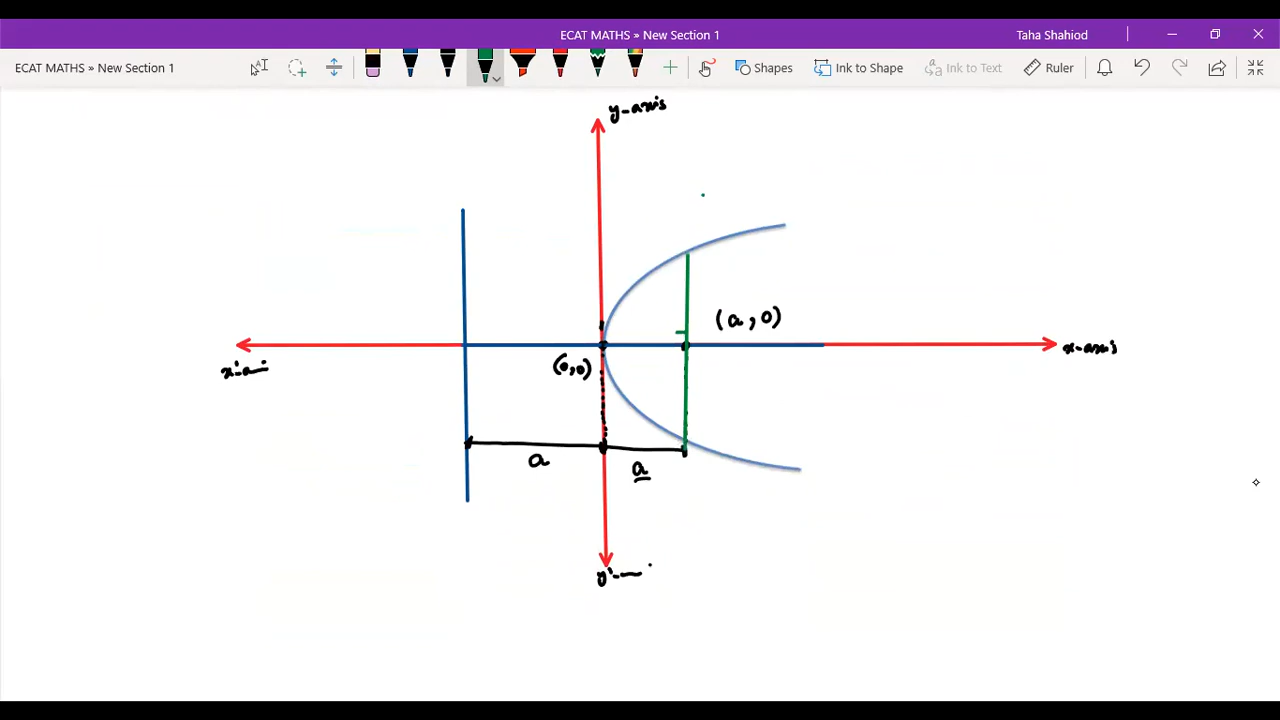 ECAT MATHS » New Section 1
Taha Shahiod
ECAT MATHS » New Section 1
Shapes
Ink to Shape
Ink to Text
Ruler
y-axis
(a, 0)
x-axis
(0,0)
a
a